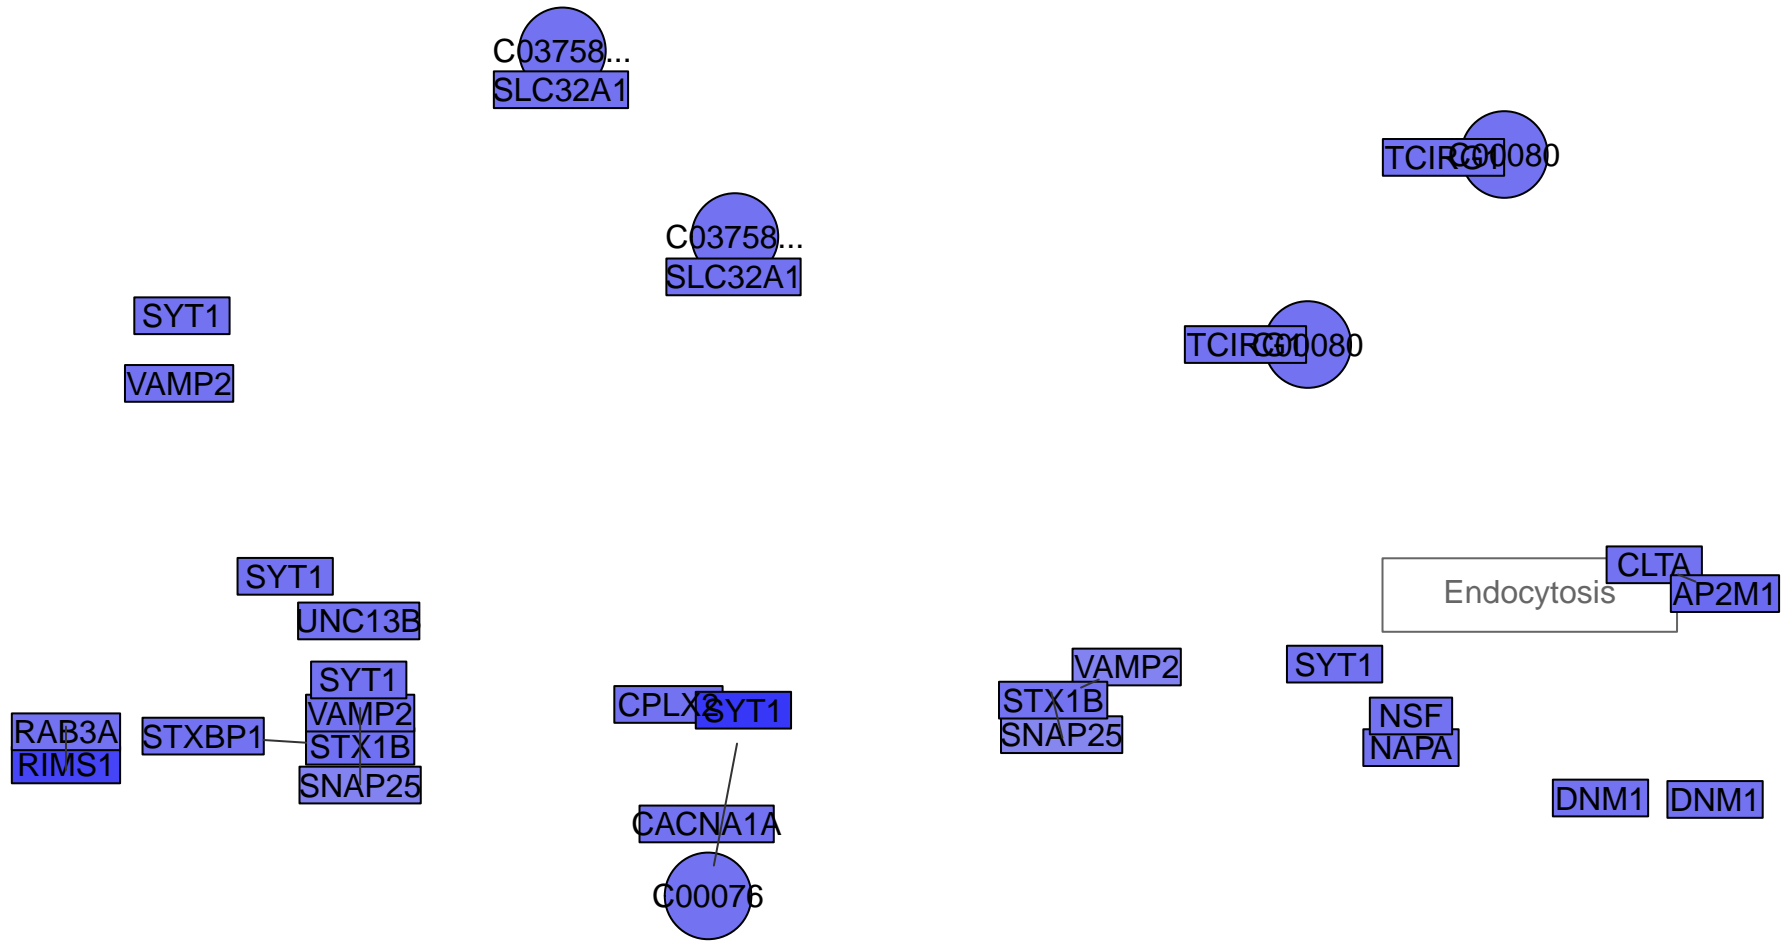 C03758...
SLC32A1
TCIRG1
C00080
C03758...
SLC32A1
SYT1
TCIRG1
C00080
VAMP2
SYT1
CLTA
Endocytosis
AP2M1
UNC13B
SYT1
VAMP2
SYT1
STX1B
CPLX2
SYT1
VAMP2
NSF
RAB3A
STXBP1
STX1B
SNAP25
NAPA
RIMS1
SNAP25
DNM1
DNM1
CACNA1A
C00076